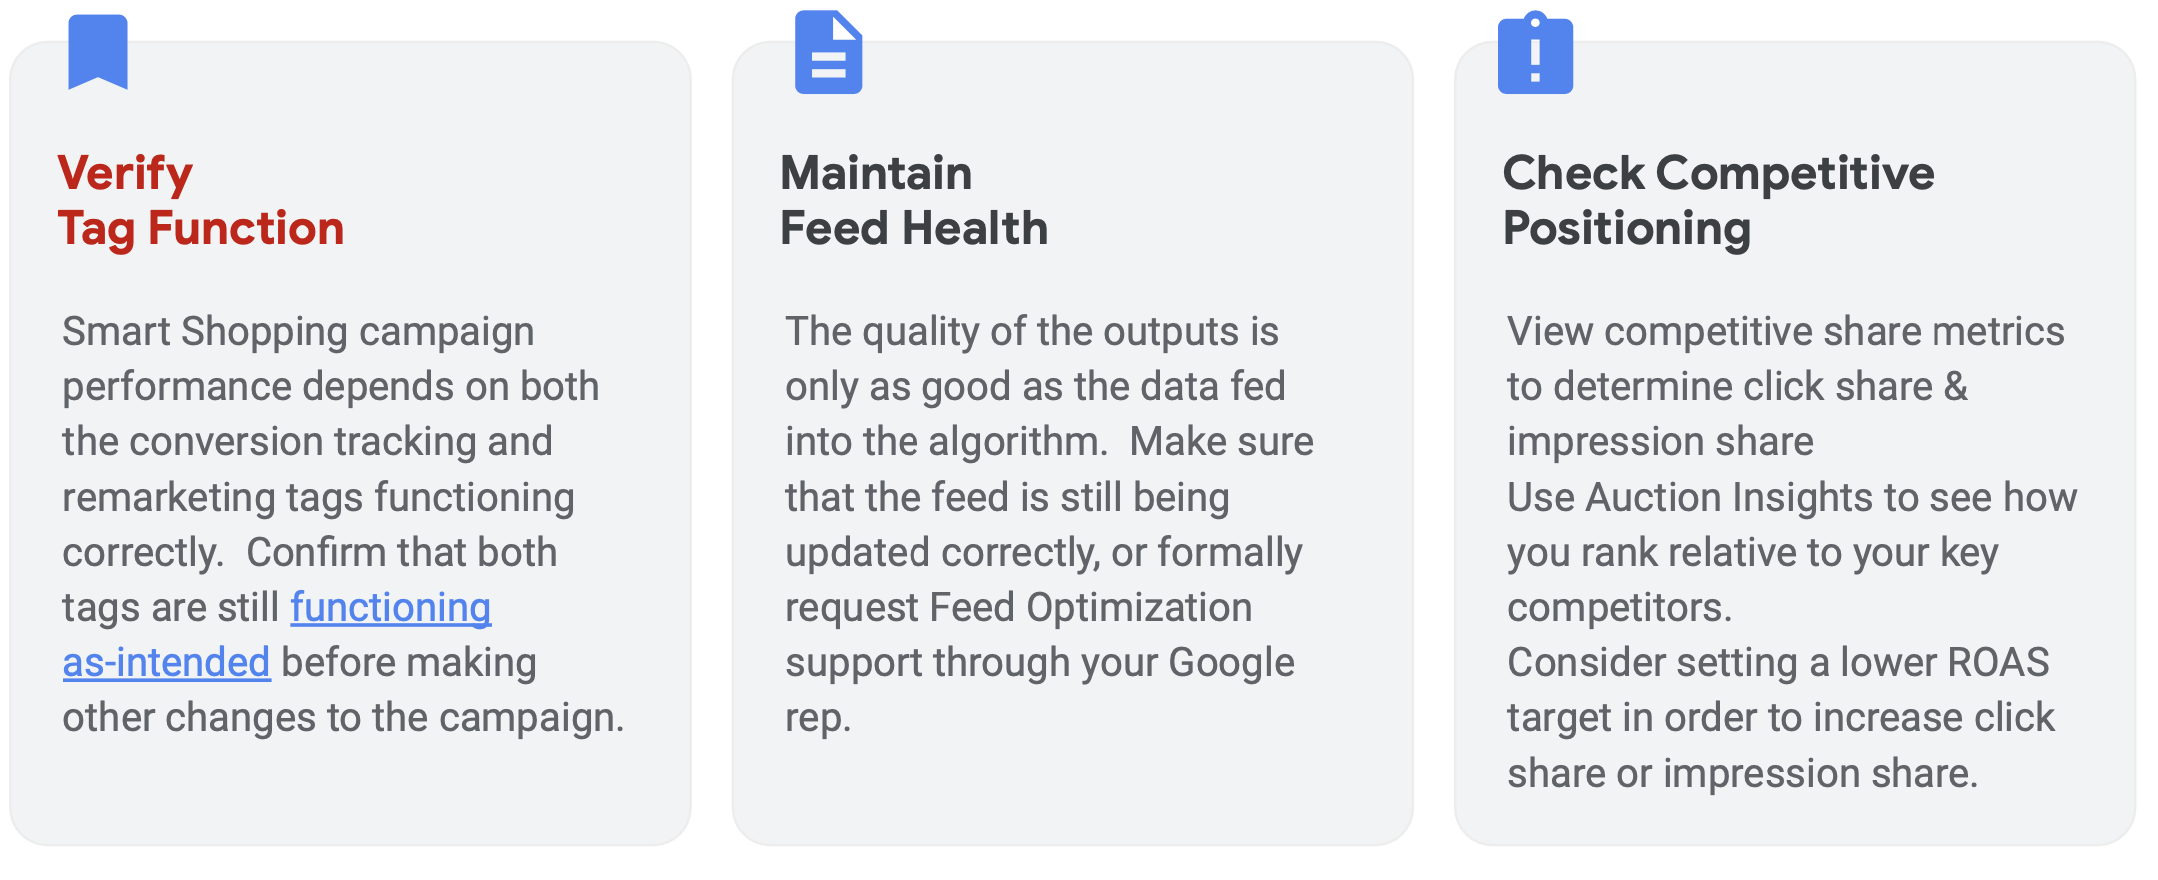 Verify
Tag Function
Smart Shopping campaign
performance depends on both
the conversion tracking and
remarketing tags functioning
correctly.  Confirm that both
tags are still functioning
as-intended before making
other changes to the campaign.
Maintain
Feed Health
The quality of the outputs is
only as good as the data fed
into the algorithm.  Make sure
that the feed is still being
updated correctly, or formally
request Feed Optimization
support through your Google
rep.
Check Competitive
Positioning
View competitive share metrics
to determine click share &
impression share
Use Auction Insights to see how
you rank relative to your key
competitors.
Consider setting a lower ROAS
target in order to increase click
share or impression share.